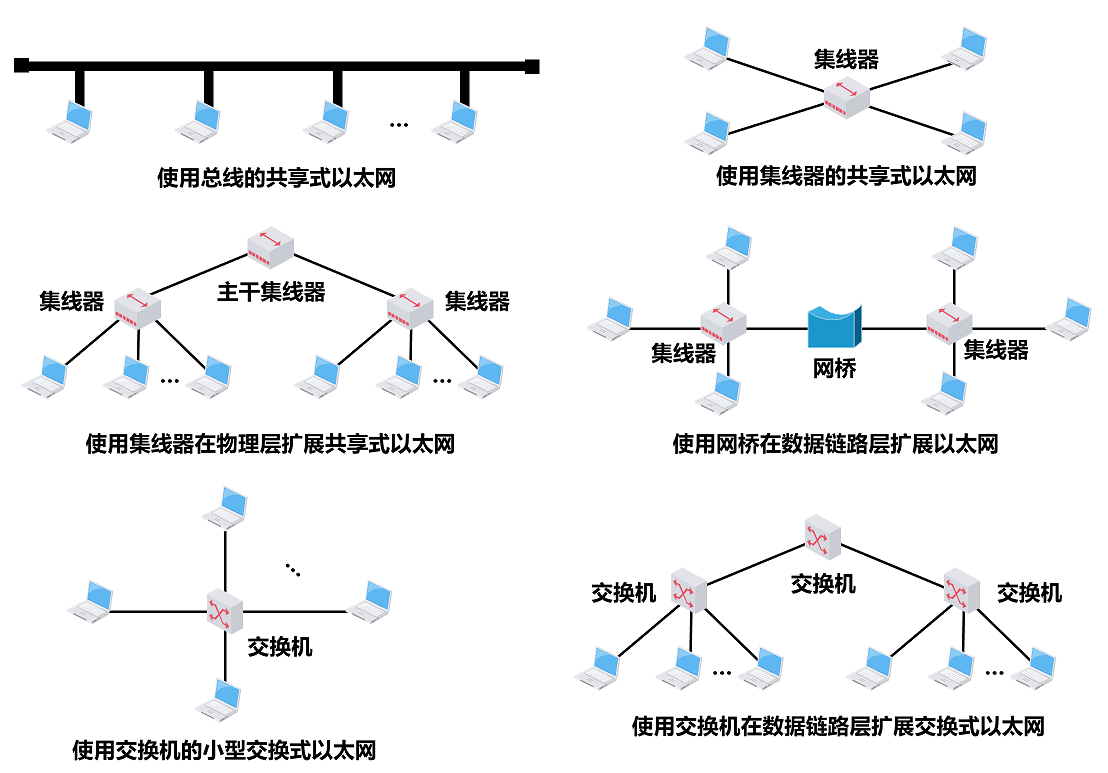 ...
使用总线的共享式以太网
集线器
使用集线器的共享式以太网
主干集线器
集线器
集线器
...
...
使用集线器在物理层扩展共享式以太网
集线器
网桥
集线器
使用网桥在数据链路层扩展以太网
...
交换机
使用交换机的小型交换式以太网
交换机
交换机
交换机
...
...
使用交换机在数据链路层扩展交换式以太网